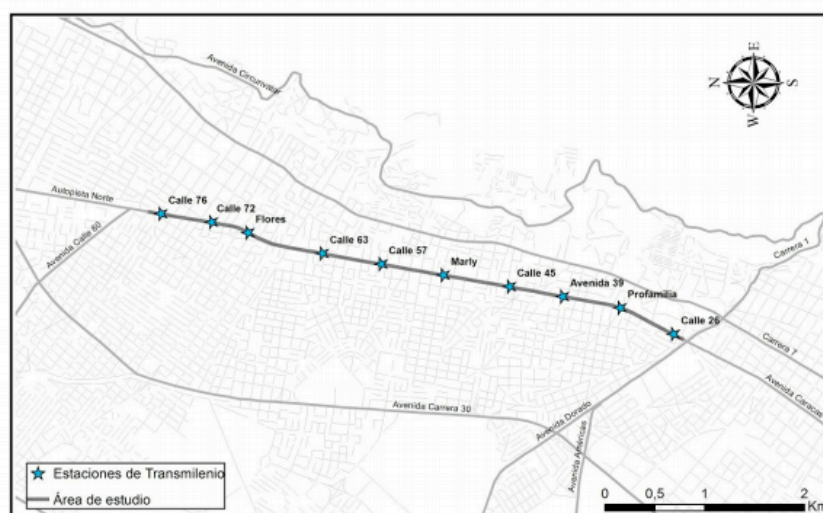 Avenida Circunvalar
E
N
S
W
Autopista Norte
Calle 76
Calle 72
Flores
Avenida Calle 80
Calle 63
Calle 57
Marly
Calle 45
Avenida 39
Profamilia
Carrera 1
Calle 26
Carrera 7
Avenida Caracas
Avenida Carrera 30
Avenida Dorado
Avenida Américas
Estaciones de Transmilenio
Área de estudio
0 0,5 1 2
Km